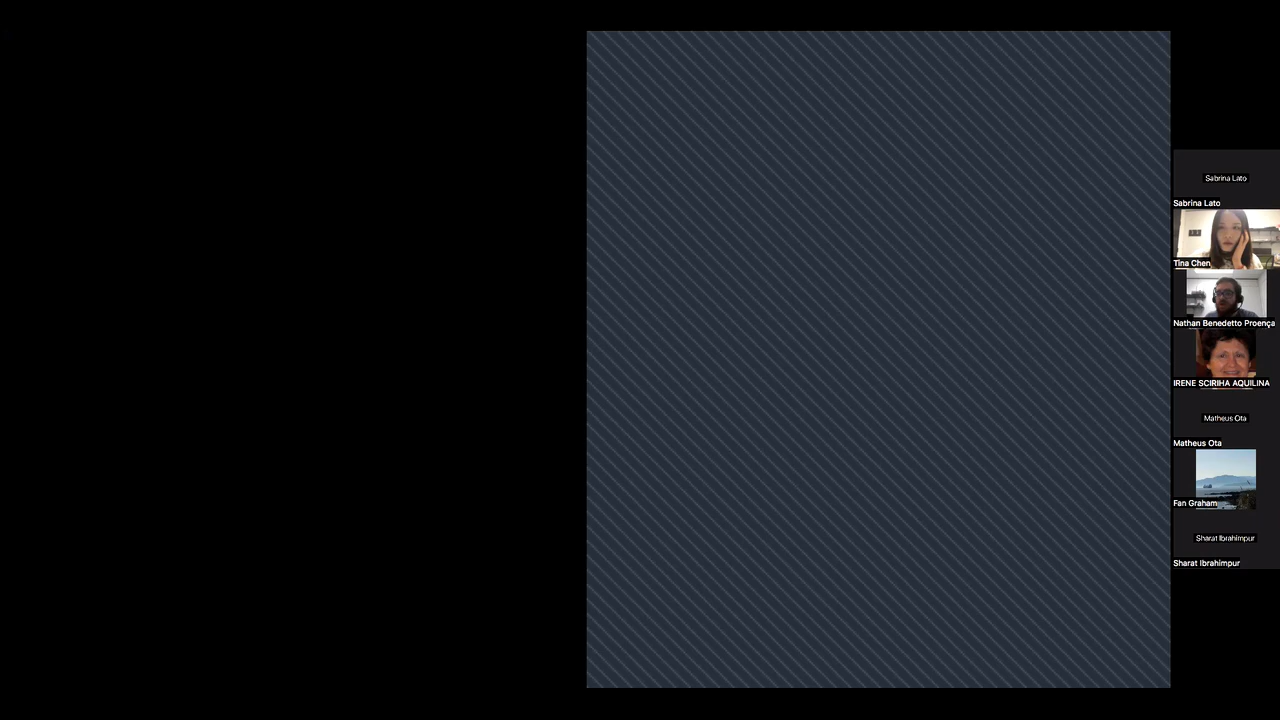 Sabrina Lato
Sabrina Lato
Tina Chen
Nathan Benedetto Proença
IRENE SCIRIHA AQUILINA
Matheus Ota
Matheus Ota
Fan Graham
Sharat Ibrahimpur
Sharat Ibrahimpur